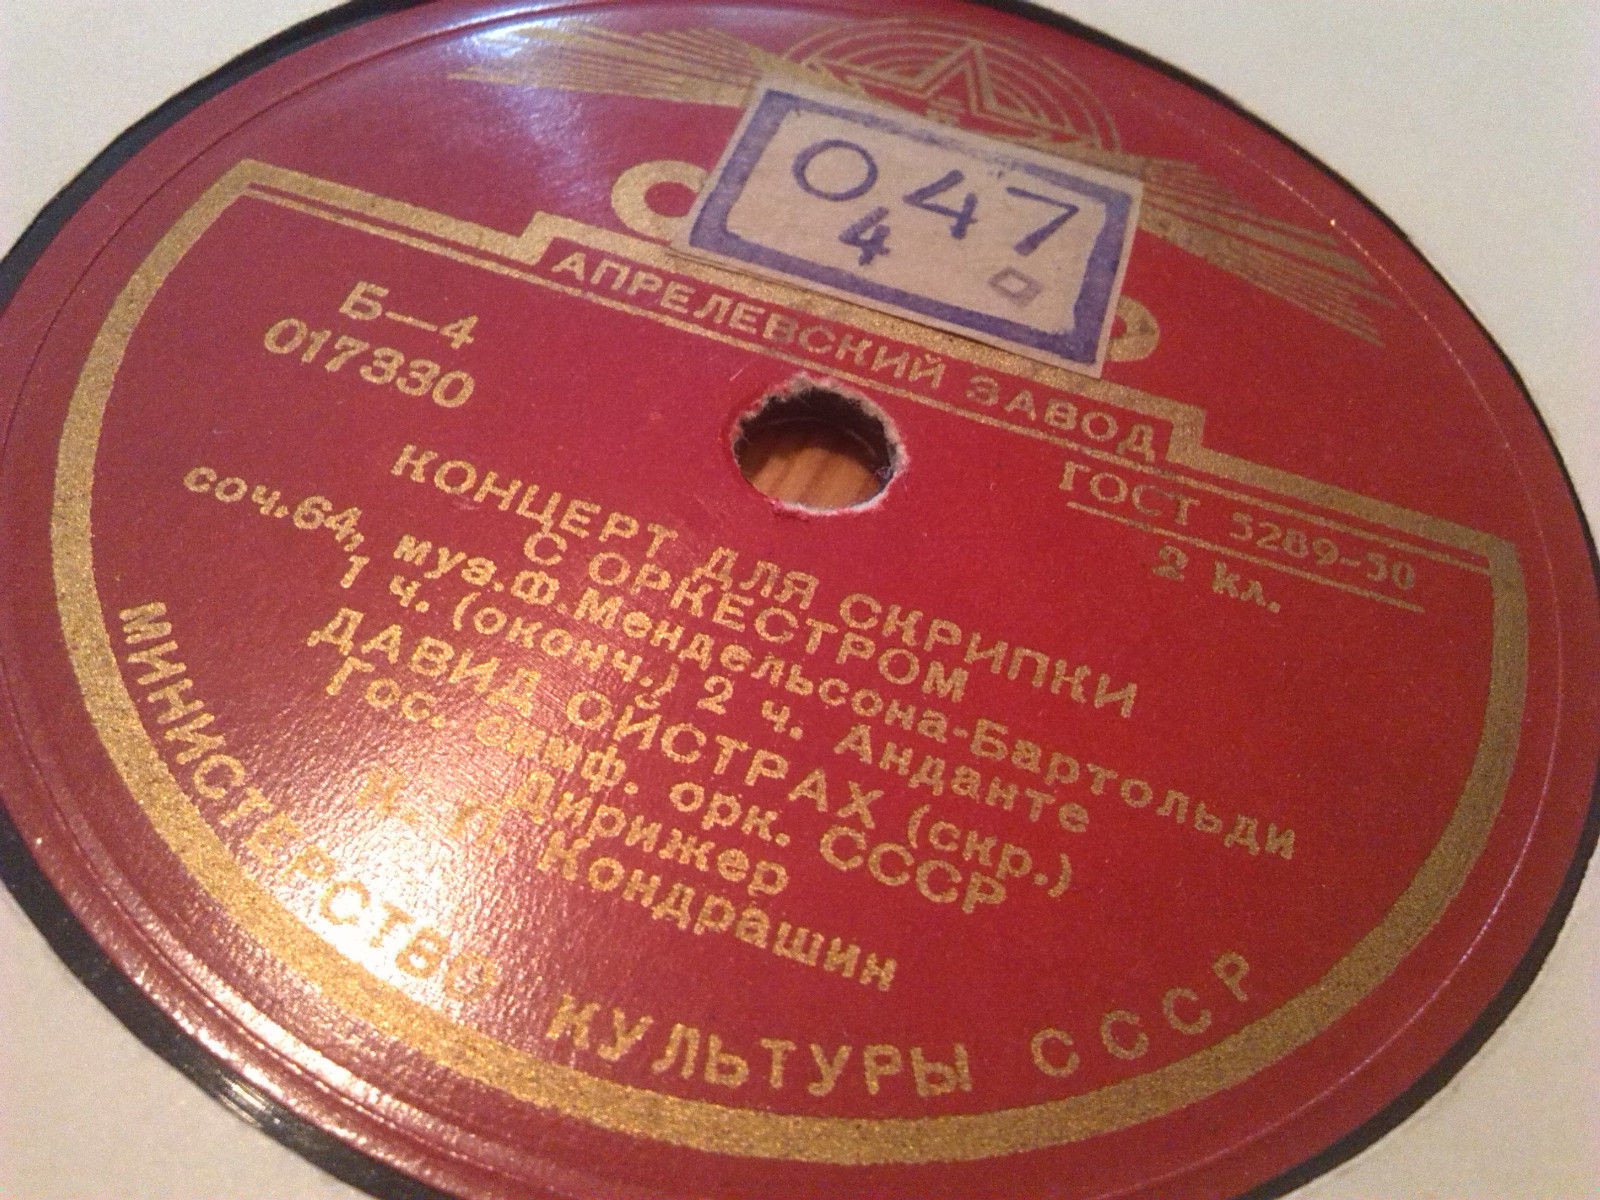 047
4
АПРЕЛЕВСКИЙ ЗАВОД
Б—4
017330
ГОСТ 5289-50
2 кл.
КОНЦЕРТ ДЛЯ СКРИПКИ
С ОРКЕСТРОМ
соч.64, муз.Ф.Мендельсона-Бартольди
1 ч. (оконч.) 2 ч. Анданте
ДАВИД ОЙСТРАХ (скр.)
Гос. симф. орк. СССР
Дирижер
Кондрашин
МИНИСТЕРСТВО КУЛЬТУРЫ СССР